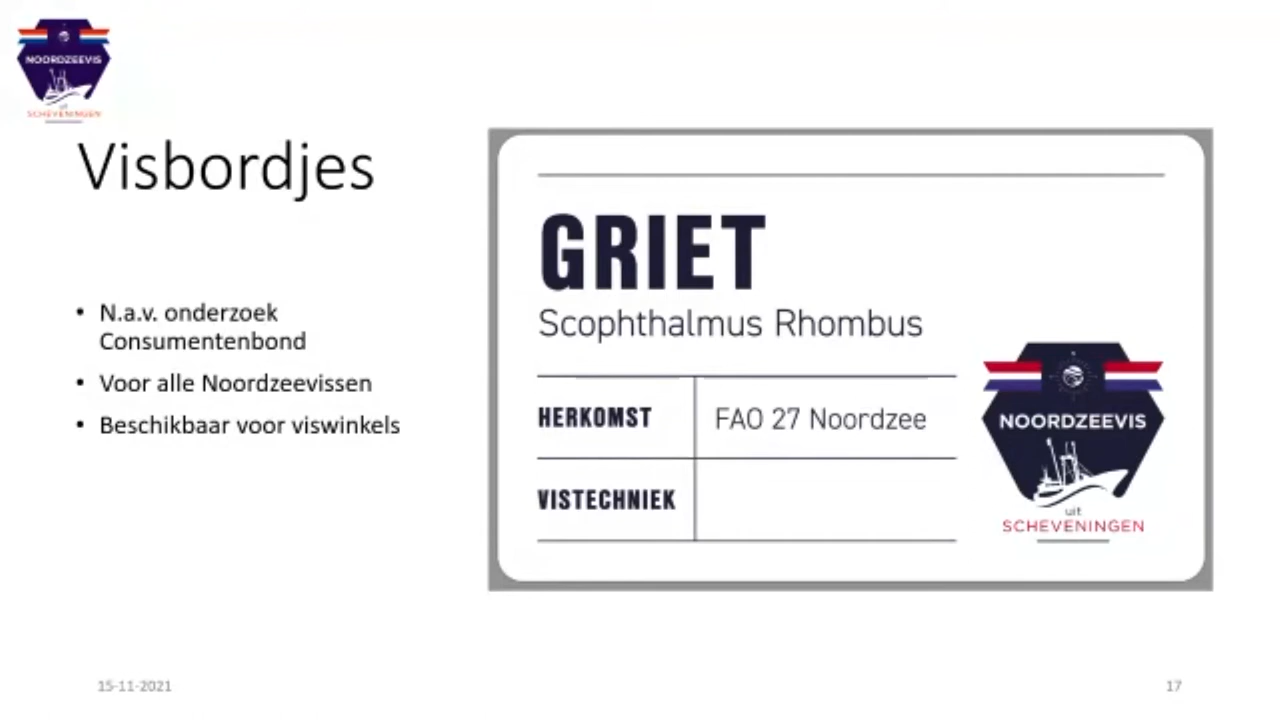 NOORDZEEVIS
uit
SCHEVENINGEN
Visbordjes
• N.a.v. onderzoek
Consumentenbond
• Voor alle Noordzeevissen
• Beschikbaar voor viswinkels
GRIET
Scophthalmus Rhombus
HERKOMST FAO 27 Noordzee
VISTECHNIEK
NOORDZEEVIS
uit
SCHEVENINGEN
15-11-2021
17